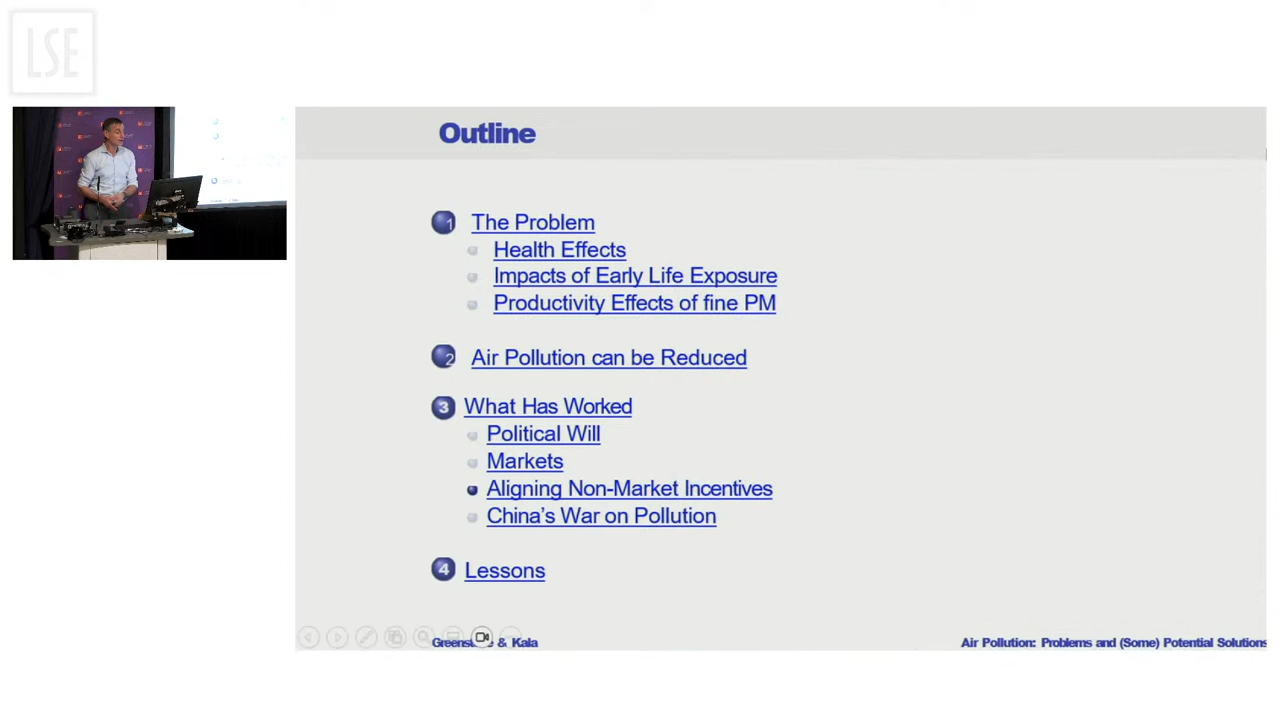 LSE
Outline
1 The Problem
Health Effects
Impacts of Early Life Exposure
Productivity Effects of fine PM
2 Air Pollution can be Reduced
3 What Has Worked
Political Will
Markets
Aligning Non-Market Incentives
China's War on Pollution
4 Lessons
& Kala
Air Pollution: Problems and (Some) Potential Solutions